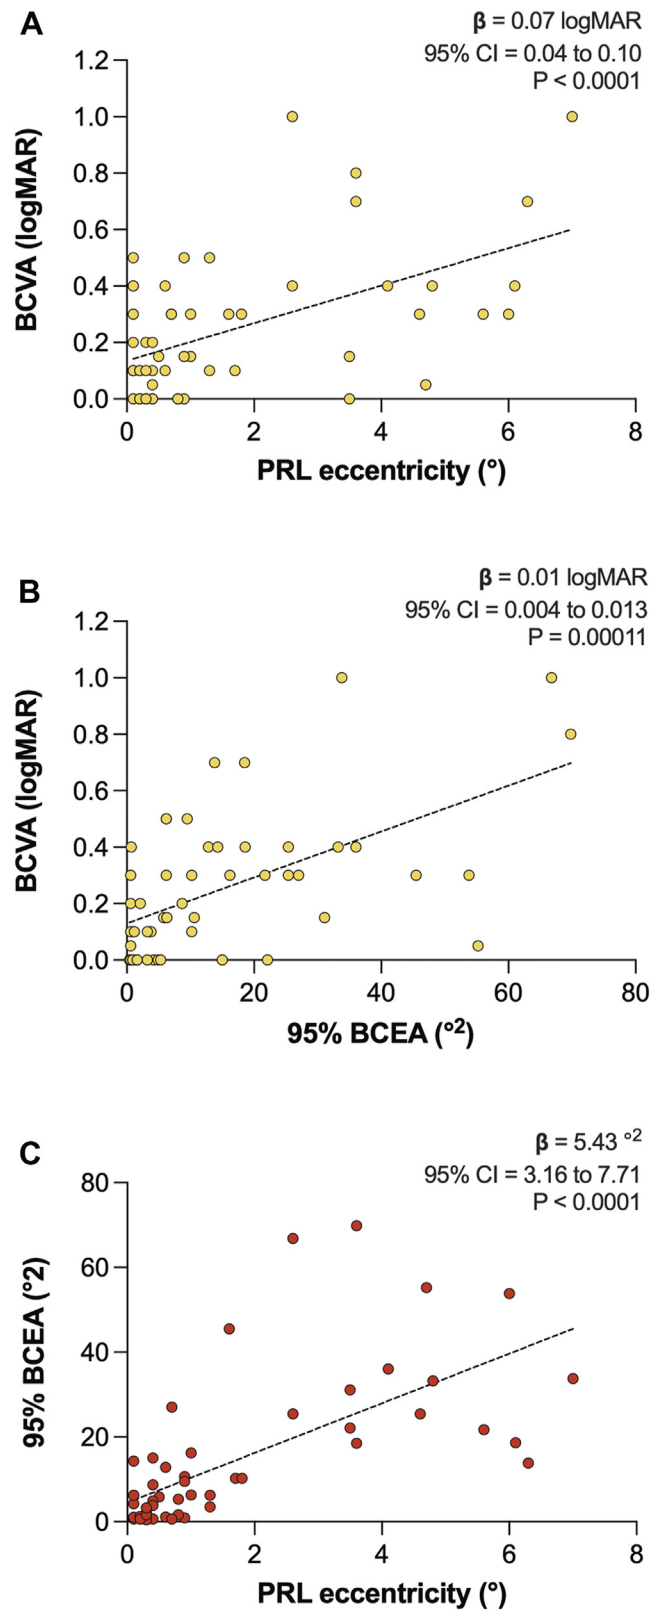 A
β = 0.07 logMAR
95% CI = 0.04 to 0.10
P < 0.0001
BCVA (logMAR)
1.2
1.0
0.8
0.6
0.4
0.2
0.0
0 2 4 6 8
PRL eccentricity (°)
B
β = 0.01 logMAR
95% CI = 0.004 to 0.013
P = 0.00011
BCVA (logMAR)
1.2
1.0
0.8
0.6
0.4
0.2
0.0
0 20 40 60 80
95% BCEA (°²)
C
β = 5.43 °²
95% CI = 3.16 to 7.71
P < 0.0001
95% BCEA (°2)
80
60
40
20
0
0 2 4 6 8
PRL eccentricity (°)